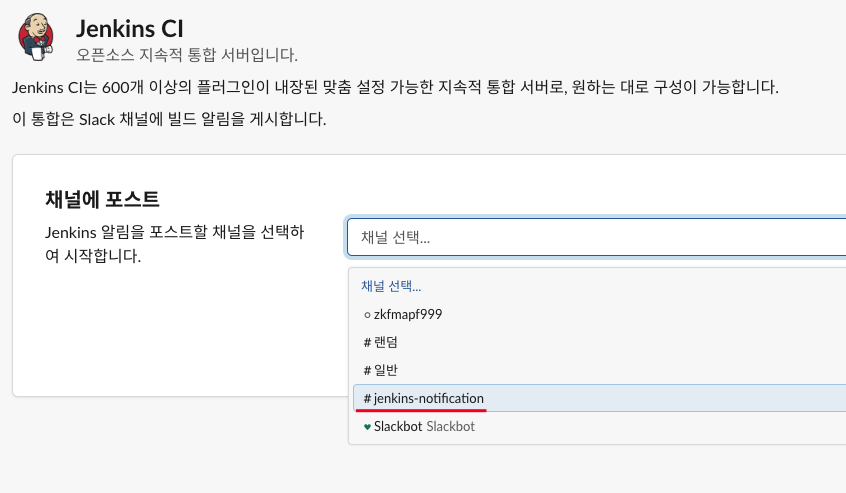 Jenkins CI
오픈소스 지속적 통합 서버입니다.
Jenkins CI는 600개 이상의 플러그인이 내장된 맞춤 설정 가능한 지속적 통합 서버로, 원하는 대로 구성이 가능합니다.
이 통합은 Slack 채널에 빌드 알림을 게시합니다.
채널에 포스트
Jenkins 알림을 포스트할 채널을 선택하
여 시작합니다.
채널 선택...
채널 선택...
zkfmapf999
# 랜덤
# 일반
# jenkins-notification
Slackbot Slackbot